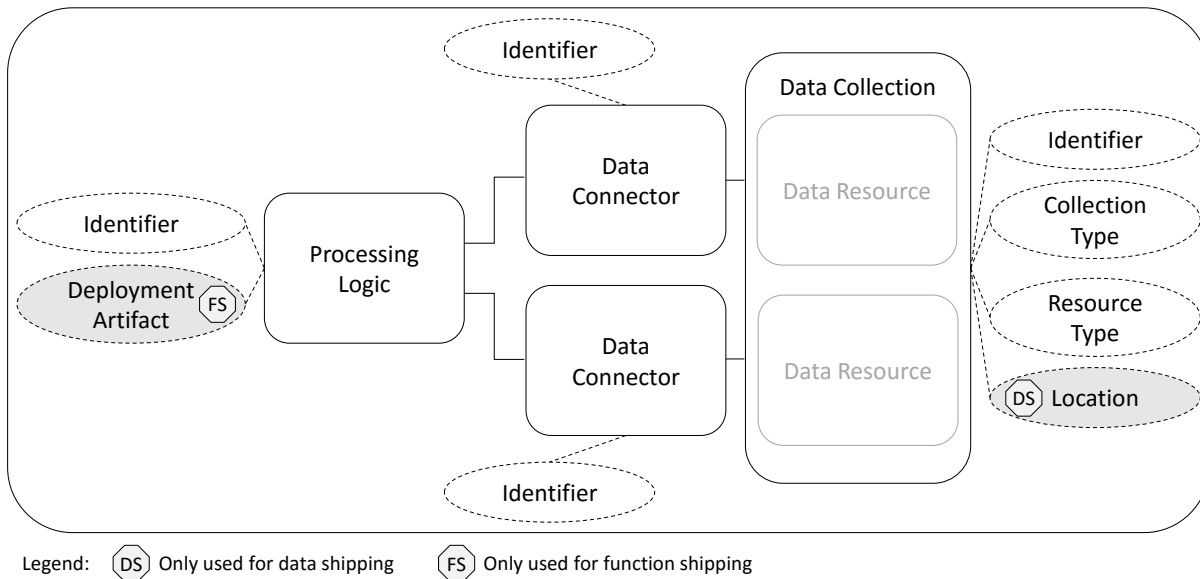 Identifier
Data Collection
Identifier
Data
Connector
Data Resource
Collection
Type
Identifier
Processing
Logic
Deployment
Artifact
FS
Resource
Type
Data
Connector
Data Resource
DS Location
Identifier
Legend: DS Only used for data shipping FS Only used for function shipping